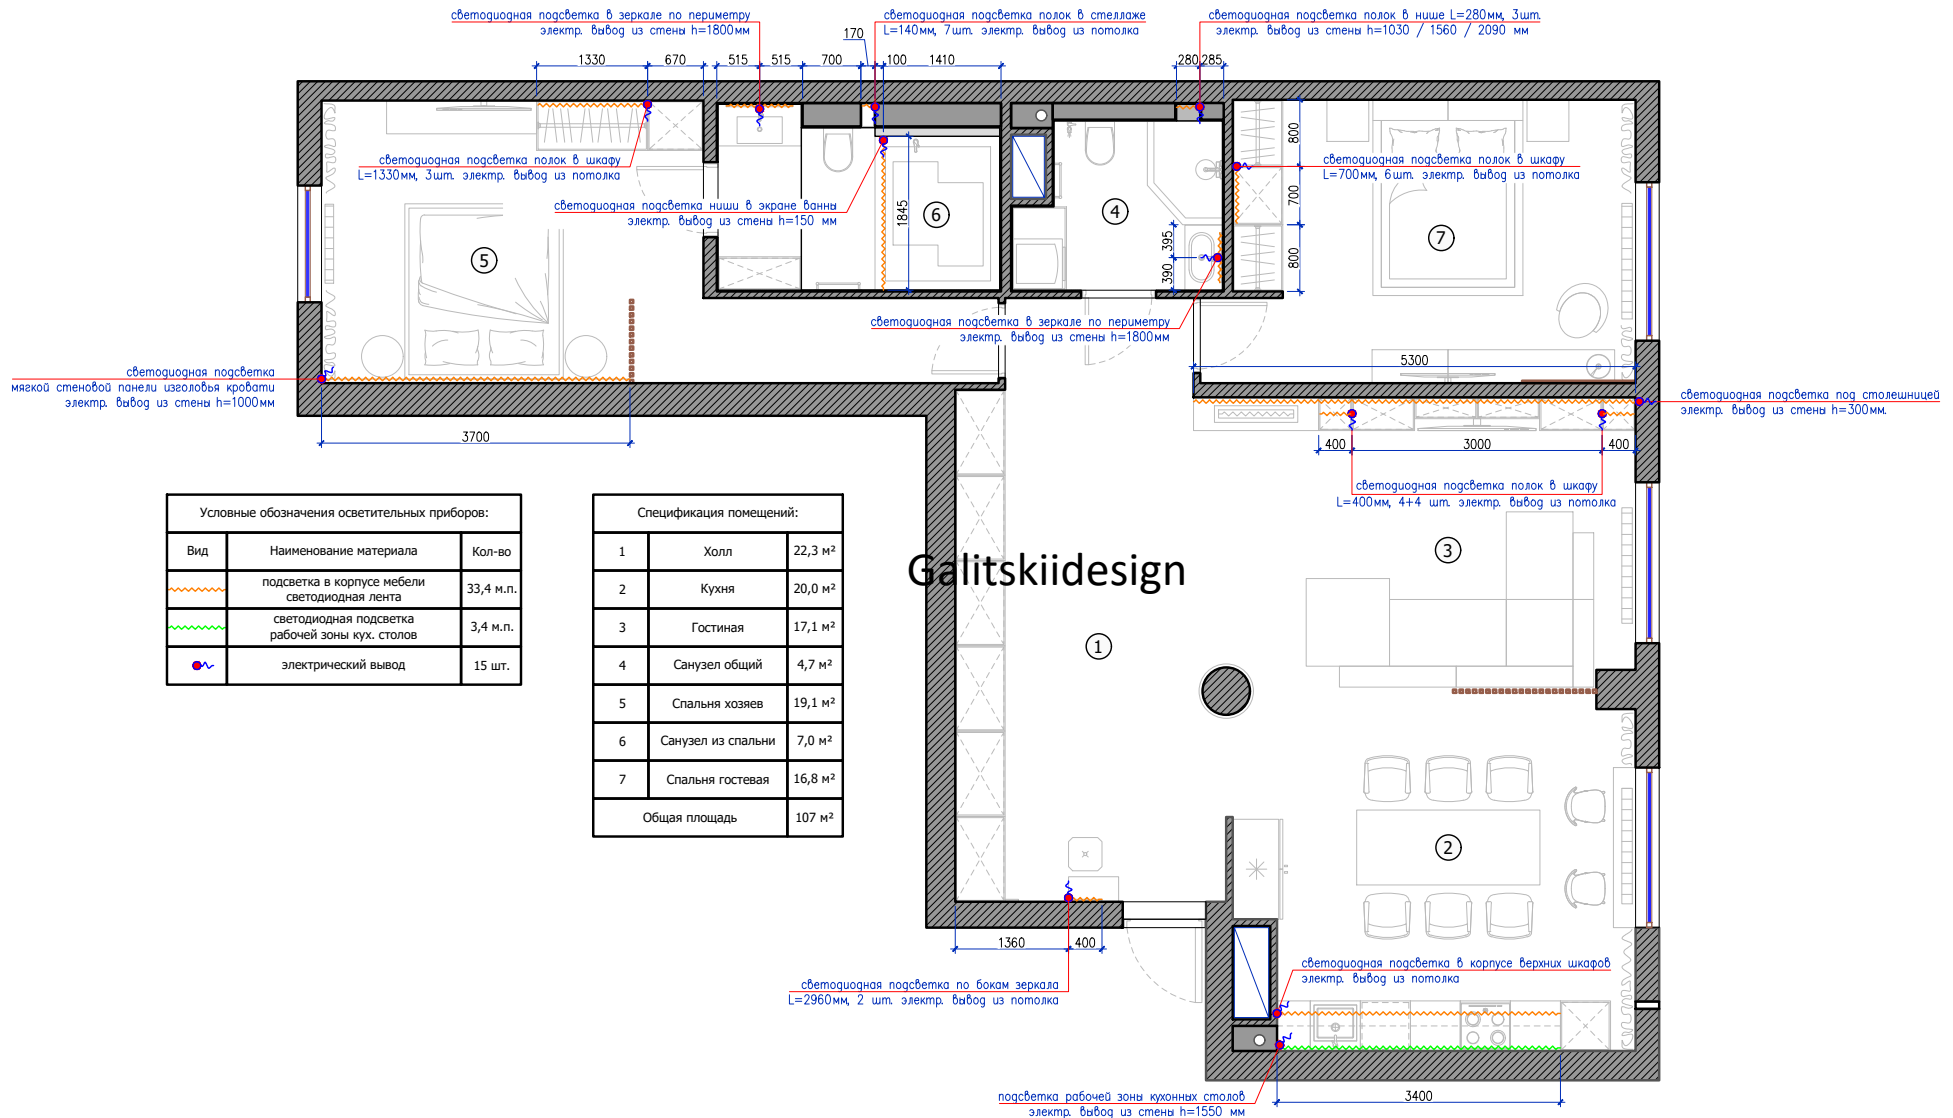 светодиодная подсветка в зеркале по периметру
электр. вывод из стены h=1800мм
светодиодная подсветка полок в стеллаже
L=140мм, 7шт. электр. вывод из потолка
светодиодная подсветка полок в нише L=280мм, 3шт.
электр. вывод из стены h=1030 / 1560 / 2090 мм
170
1330
670
515
515
700
100
1410
280
285
светодиодная подсветка полок в шкафу
L=1330мм, 3шт. электр. вывод из потолка
светодиодная подсветка ниши в экране ванны
электр. вывод из стены h=150 мм
1845
6
4
5
7
395
390
800
700
800
светодиодная подсветка полок в шкафу
L=700мм, 6шт. электр. вывод из потолка
светодиодная подсветка в зеркале по периметру
электр. вывод из стены h=1800мм
5300
светодиодная подсветка
мягкой стеновой панели изголовья кровати
электр. вывод из стены h=1000мм
3700
светодиодная подсветка под столешницей
электр. вывод из стены h=300мм.
400
3000
400
светодиодная подсветка полок в шкафу
L=400мм, 4+4 шт. электр. вывод из потолка
Условные обозначения осветительных приборов:
Вид
Наименование материала
Кол-во
подсветка в корпусе мебели
светодиодная лента
33,4 м.п.
светодиодная подсветка
рабочей зоны кух. столов
3,4 м.п.
электрический вывод
15 шт.
Спецификация помещений:
1
Холл
22,3 м²
2
Кухня
20,0 м²
3
Гостиная
17,1 м²
4
Санузел общий
4,7 м²
5
Спальня хозяев
19,1 м²
6
Санузел из спальни
7,0 м²
7
Спальня гостевая
16,8 м²
Общая площадь
107 м²
Galitskiidesign
3
1
2
1360
400
светодиодная подсветка по бокам зеркала
L=2960мм, 2 шт. электр. вывод из потолка
светодиодная подсветка в корпусе верхних шкафов
электр. вывод из потолка
подсветка рабочей зоны кухонных столов
электр. вывод из стены h=1550 мм
3400